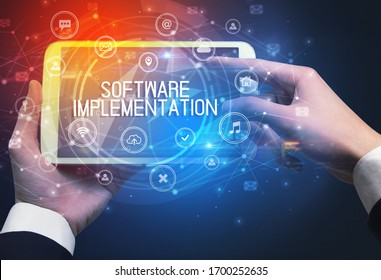 SOFTWARE
IMPLEMENTATION
shutterstock.com · 1700252635